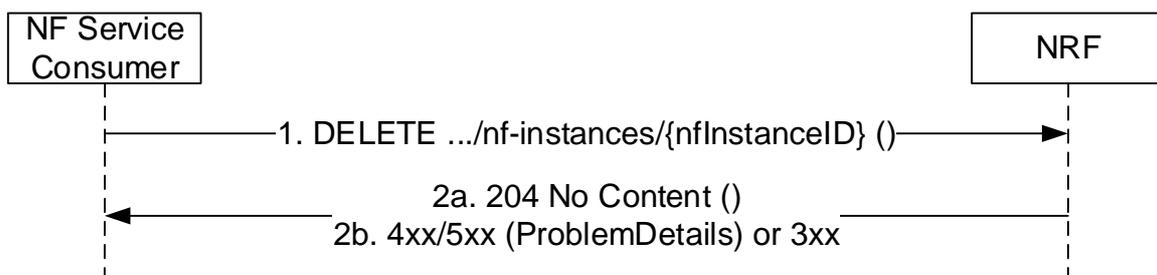 NF Service
Consumer
NRF
1. DELETE .../nf-instances/{nfInstanceID} ()
2a. 204 No Content ()
2b. 4xx/5xx (ProblemDetails) or 3xx